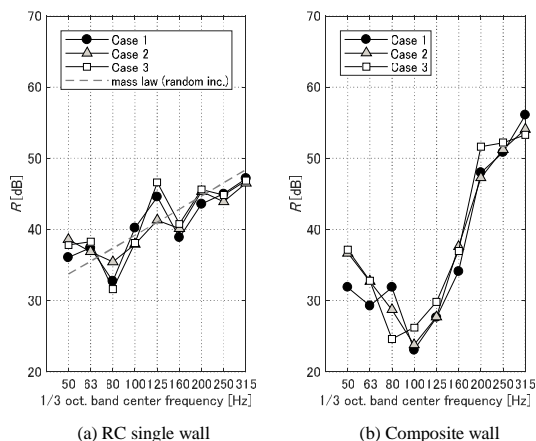 70
60
50
40
30
20
R [dB]
Case 1
Case 2
Case 3
mass law (random inc.)
50 63 80 100 125 160 200 250 315
1/3 oct. band center frequency [Hz]
(a) RC single wall
70
60
50
40
30
20
R [dB]
Case 1
Case 2
Case 3
50 63 80 100 125 160 200 250 315
1/3 oct. band center frequency [Hz]
(b) Composite wall